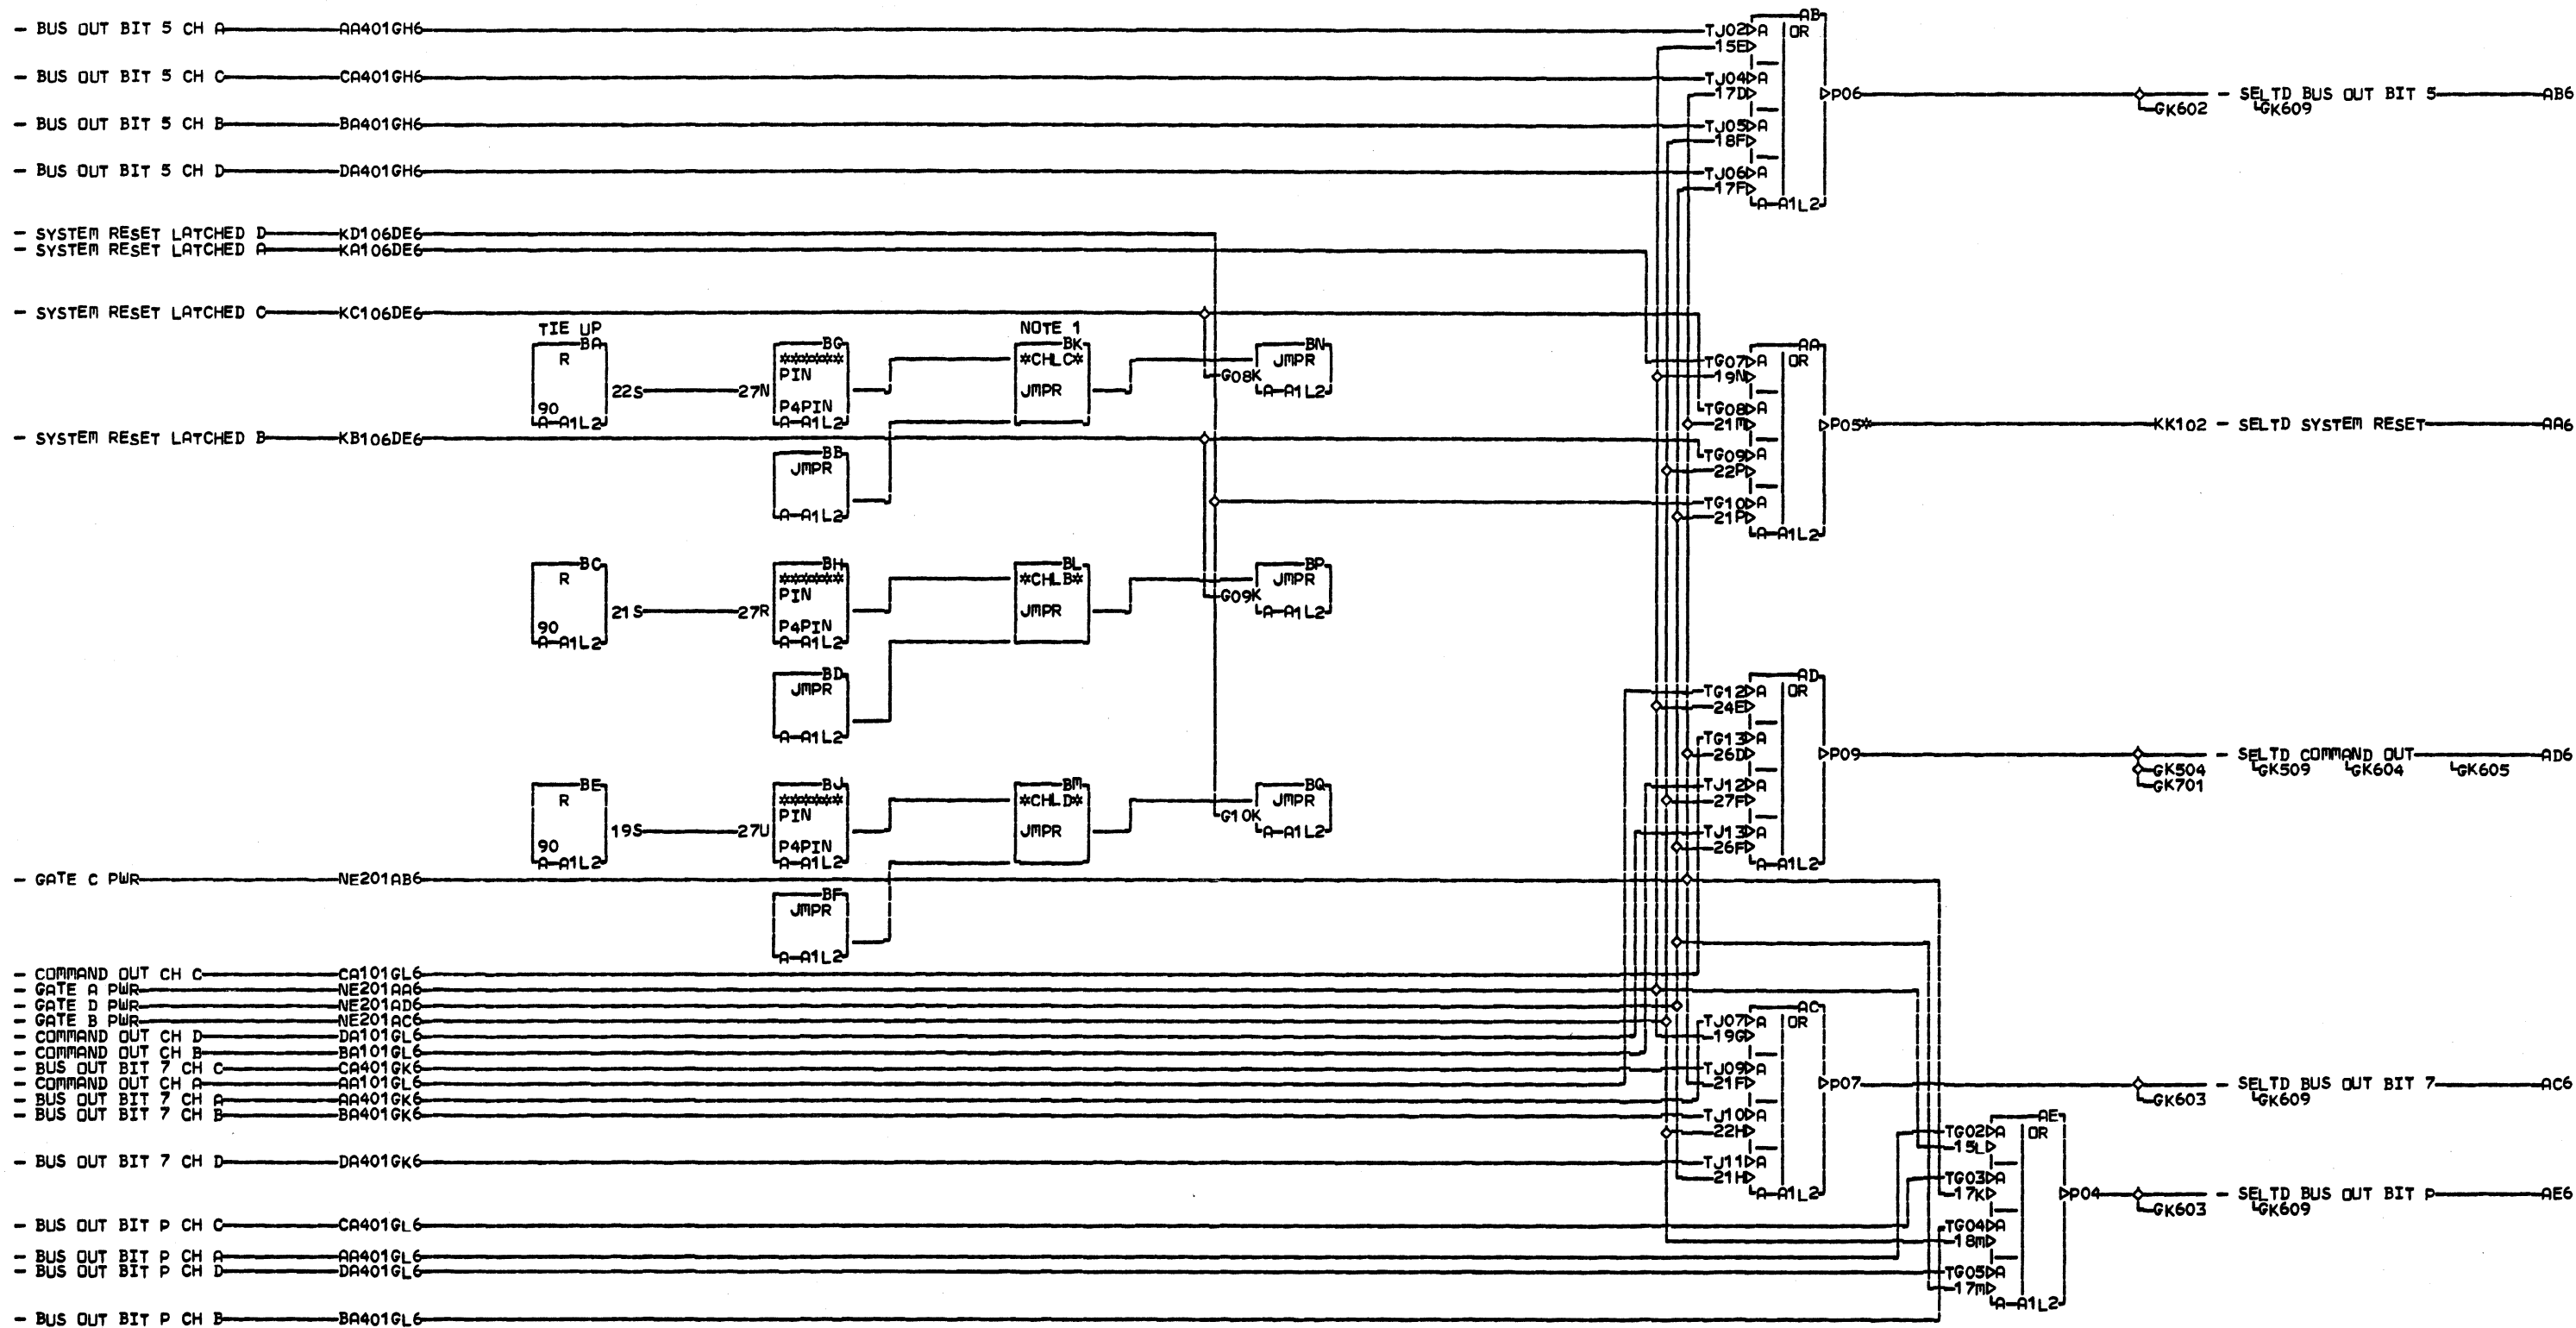 - BUS OUT BIT 5 CH A AA401GH6
- BUS OUT BIT 5 CH C CA401GH6
- BUS OUT BIT 5 CH B BA401GH6
- BUS OUT BIT 5 CH D DA401GH6
AB
TJ02 A OR
15E
TJ04 A
17D
TJ05 A
18F
TJ06 A
17F
A-A1L2
P06
GK602
- SELTD BUS OUT BIT 5 AB6
GK609
- SYSTEM RESET LATCHED D KD106DE6
- SYSTEM RESET LATCHED A KA106DE6
- SYSTEM RESET LATCHED C KC106DE6
- SYSTEM RESET LATCHED B KB106DE6
TIE UP
BA
R
90
A-A1L2
22S
27N
BG
******
PIN
P4PIN
A-A1L2
BB
JMPR
A-A1L2
NOTE 1
BK
*CHLC*
JMPR
G08K
BN
JMPR
A-A1L2
AA
TG07 A OR
19N
TG08 A
21M
TG09 A
22P
TG10 A
21P
A-A1L2
P05*
KK102 - SELTD SYSTEM RESET AA6
BC
R
90
A-A1L2
21S
27R
BH
******
PIN
P4PIN
A-A1L2
BD
JMPR
A-A1L2
BL
*CHLB*
JMPR
G09K
BP
JMPR
A-A1L2
BE
R
90
A-A1L2
19S
27U
BJ
******
PIN
P4PIN
A-A1L2
BF
JMPR
A-A1L2
BM
*CHLD*
JMPR
G10K
BQ
JMPR
A-A1L2
AD
TG12 A OR
24E
TG13 A
26D
TJ12 A
27F
TJ13 A
26F
A-A1L2
P09
GK504
GK701
- SELTD COMMAND OUT AD6
GK509 GK604 GK605
- GATE C PWR NE201AB6
- COMMAND OUT CH C CA101GL6
- GATE A PWR NE201AA6
- GATE D PWR NE201AD6
- GATE B PWR NE201AC6
- COMMAND OUT CH D DA101GL6
- COMMAND OUT CH B BA101GL6
- BUS OUT BIT 7 CH C CA401GK6
- COMMAND OUT CH A AA101GL6
- BUS OUT BIT 7 CH A AA401GK6
- BUS OUT BIT 7 CH B BA401GK6
- BUS OUT BIT 7 CH D DA401GK6
AC
TJ07 A OR
19G
TJ09 A
21F
TJ10 A
22H
TJ11 A
21H
A-A1L2
P07
GK603
- SELTD BUS OUT BIT 7 AC6
GK609
- BUS OUT BIT P CH C CA401GL6
- BUS OUT BIT P CH A AA401GL6
- BUS OUT BIT P CH D DA401GL6
- BUS OUT BIT P CH B BA401GL6
AE
TG02 A OR
15L
TG03 A
17K
TG04 A
18M
TG05 A
17M
A-A1L2
P04
GK603
- SELTD BUS OUT BIT P AE6
GK609